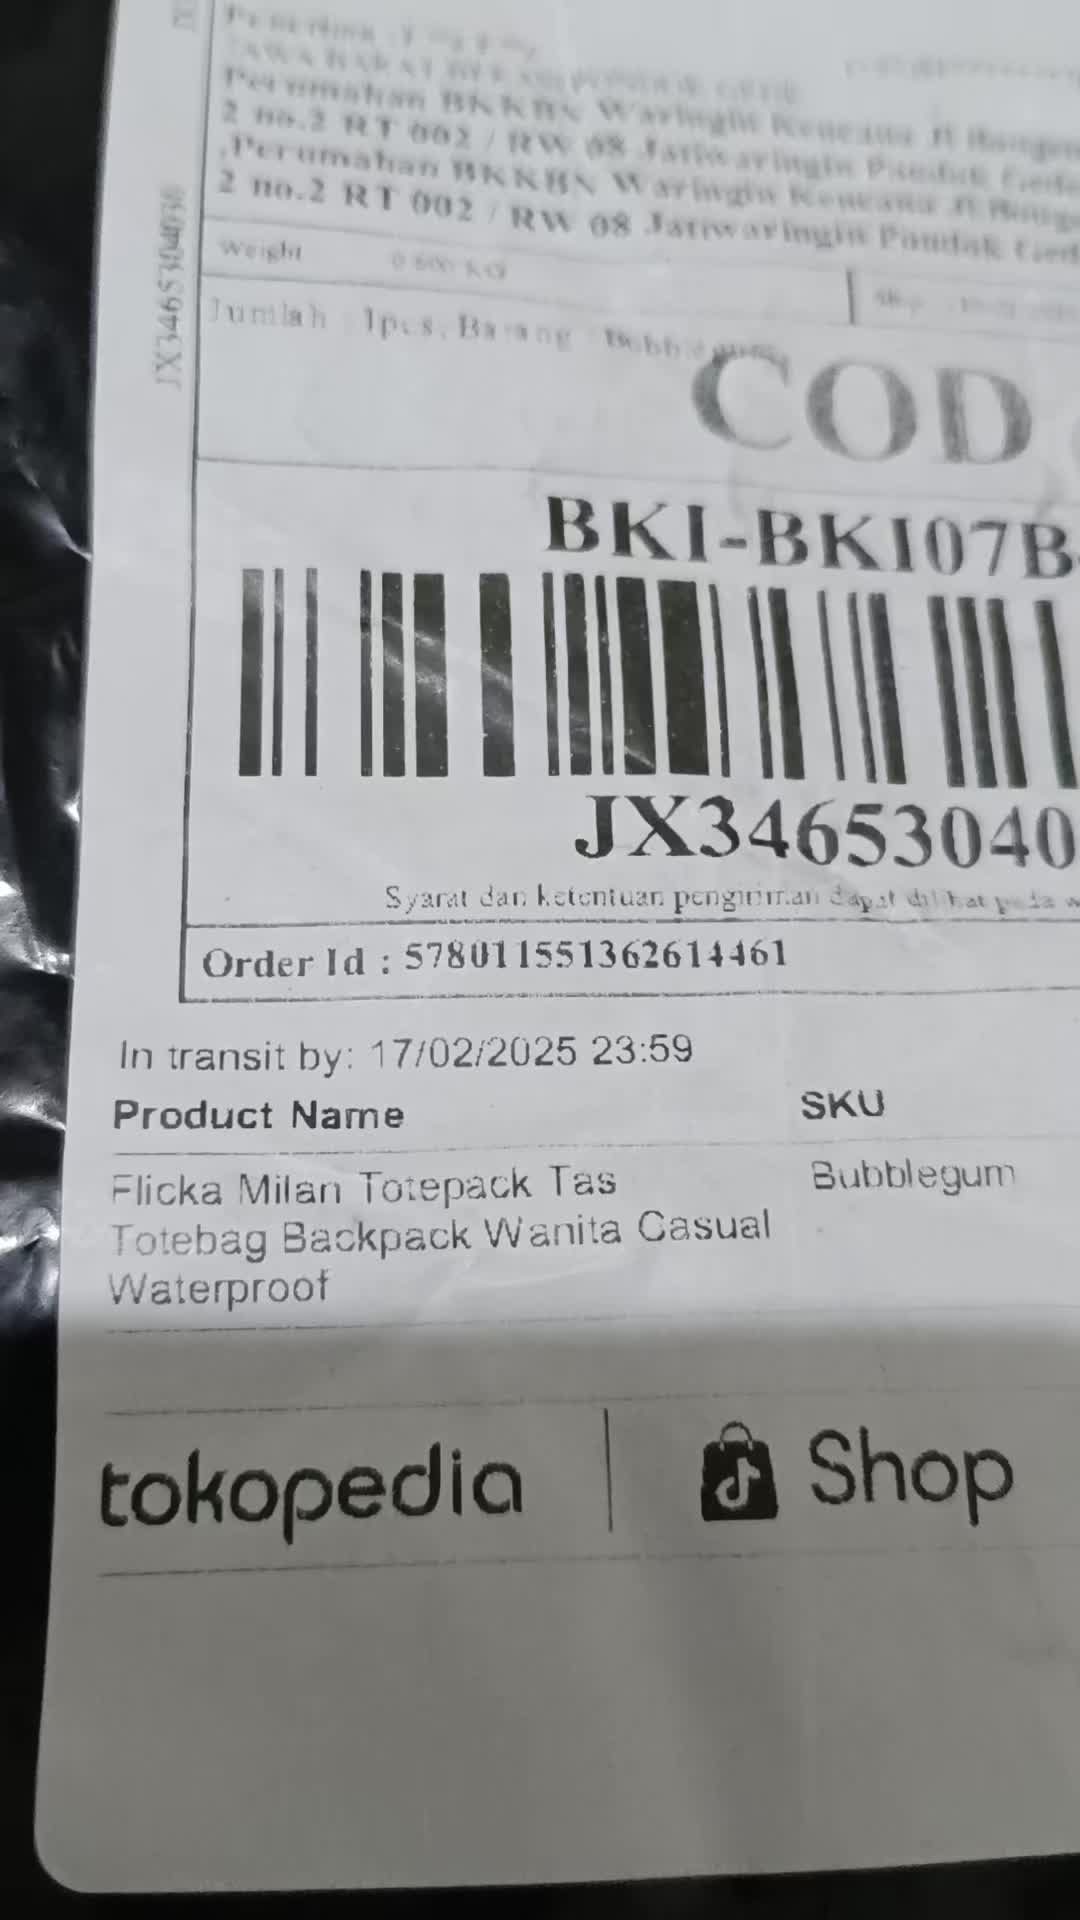 Perumahan BKKBN Waringin Kencana Jl
2 no.2 RT 002 / RW 08 Jatiwaringin Pondok
,Perumahan BKKBN Waringin Kencana Jl
2 no.2 RT 002 / RW 08 Jatiwaringin Pondok
Weight
JX3465304030
Jumlah : 1pcs, Barang : Bubblegum
COD
BKI-BKI07B
JX34653040
Syarat dan ketentuan pengiriman dapat dilihat pada w
Order Id : 578011551362614461
In transit by: 17/02/2025 23:59
Product Name SKU
Flicka Milan Totepack Tas Bubblegum
Totebag Backpack Wanita Casual
Waterproof
tokopedia | Shop